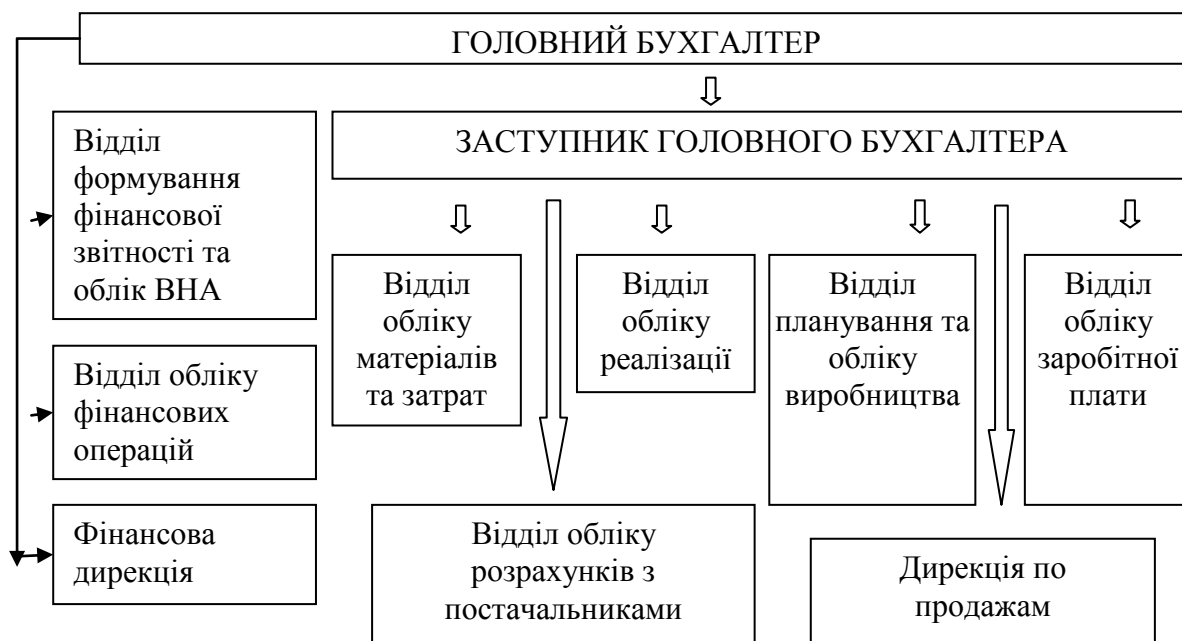 ГОЛОВНИЙ БУХГАЛТЕР
ЗАСТУПНИК ГОЛОВНОГО БУХГАЛТЕРА
Відділ
формування
фінансової
звітності та
облік ВНА
Відділ обліку
фінансових
операцій
Фінансова
дирекція
Відділ
обліку
матеріалів
та затрат
Відділ
обліку
реалізації
Відділ
планування та
обліку
виробництва
Відділ
обліку
заробітної
плати
Відділ обліку
розрахунків з
постачальниками
Дирекція по
продажам